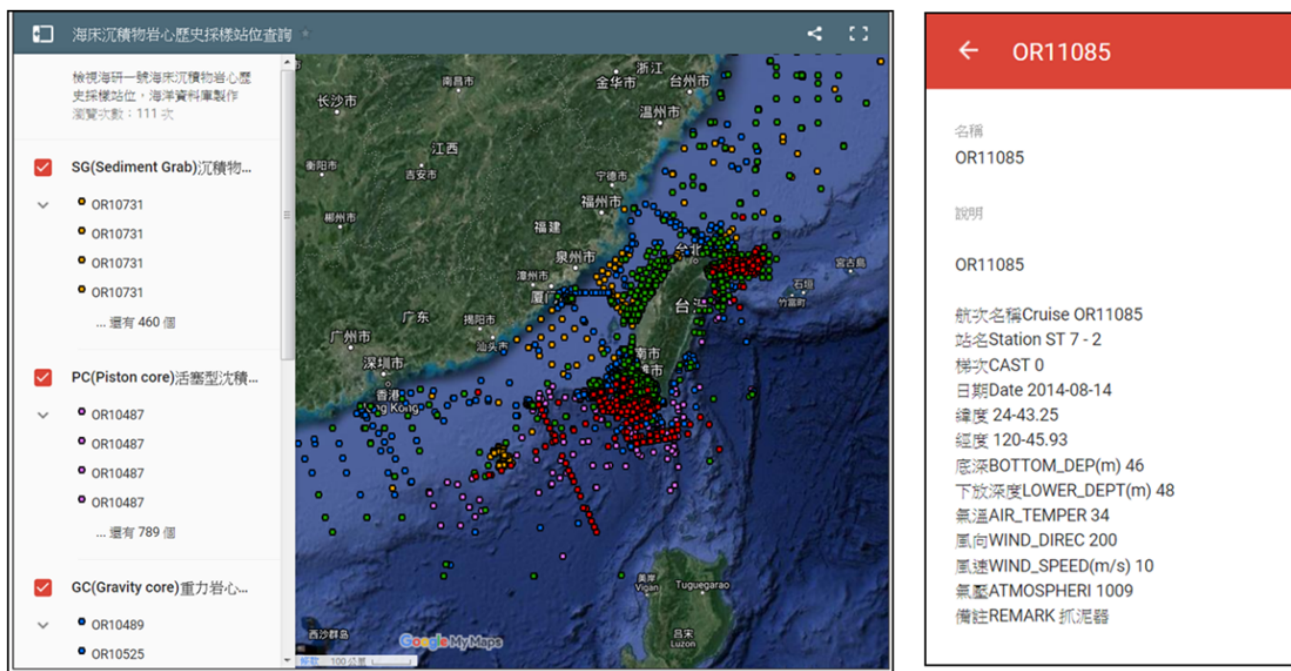 海床沉積物岩心歷史採樣站位查詢
檢視海研一號海床沉積物岩心歷
史採樣站位，海洋資料庫製作
瀏覽次數：111 次
SG(Sediment Grab)沉積物...
OR10731
OR10731
OR10731
OR10731
... 還有 460 個
PC(Piston core)活塞型沈積...
OR10487
OR10487
OR10487
OR10487
... 還有 789 個
GC(Gravity core)重力岩心...
OR10489
OR10525
浙江
南昌市
金华市
台州市
长沙市
温州市
江西
衡阳市
吉安市
宁德市
福州市
郴州市
福建
泉州市
台北
漳州市
宮古島
石垣
竹富町
广东
揭阳市
汕头市
广州市
深圳市
香港
Hong Kong
南市
雄市
美岸
Vigan
Tuguegarao
呂宋
Luzon
西沙群岛
Google My Maps
100 公里
OR11085
名稱
OR11085
說明
OR11085
航次名稱Cruise OR11085
站名Station ST 7 - 2
梯次CAST 0
日期Date 2014-08-14
緯度 24-43.25
經度 120-45.93
底深BOTTOM_DEP(m) 46
下放深度LOWER_DEPT(m) 48
氣溫AIR_TEMPER 34
風向WIND_DIREC 200
風速WIND_SPEED(m/s) 10
氣壓ATMOSPHERI 1009
備註REMARK 抓泥器